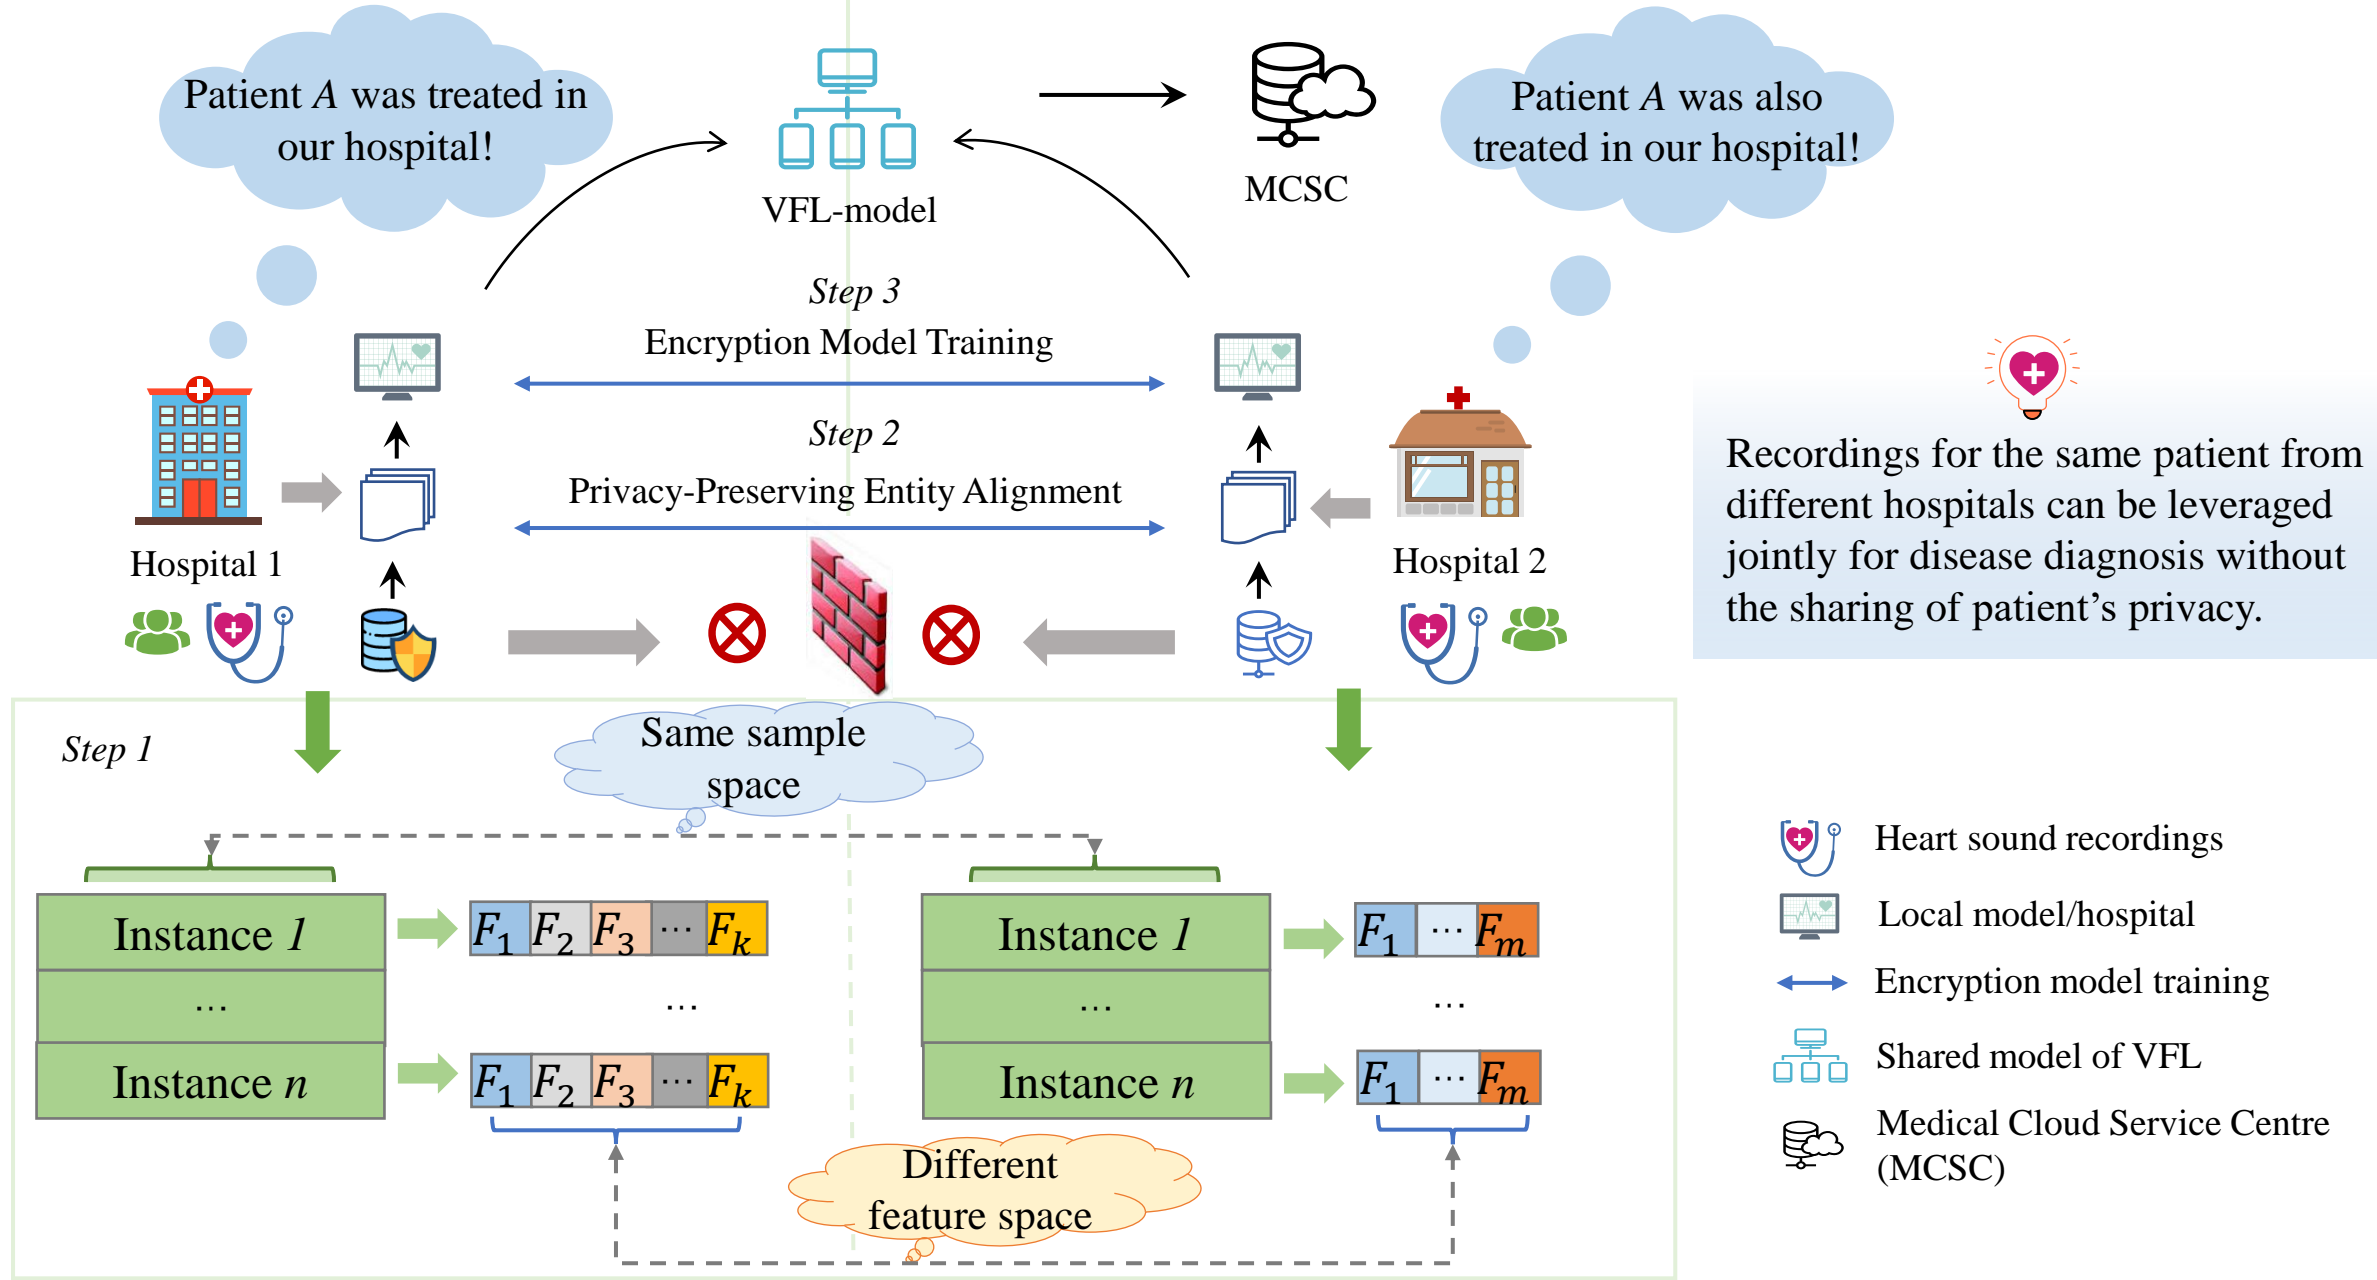 Patient A was treated in
our hospital!
VFL-model
MCSC
Patient A was also
treated in our hospital!
Step 3
Encryption Model Training
Step 2
Privacy-Preserving Entity Alignment
Hospital 1
Hospital 2
Recordings for the same patient from
different hospitals can be leveraged
jointly for disease diagnosis without
the sharing of patient’s privacy.
Step 1
Same sample
space
Instance 1
...
Instance n
F₁ F₂ F₃ ⋯ Fₖ
...
F₁ F₂ F₃ ⋯ Fₖ
Instance 1
...
Instance n
F₁ ⋯ Fₘ
...
F₁ ⋯ Fₘ
Different
feature space
Heart sound recordings
Local model/hospital
Encryption model training
Shared model of VFL
Medical Cloud Service Centre
(MCSC)